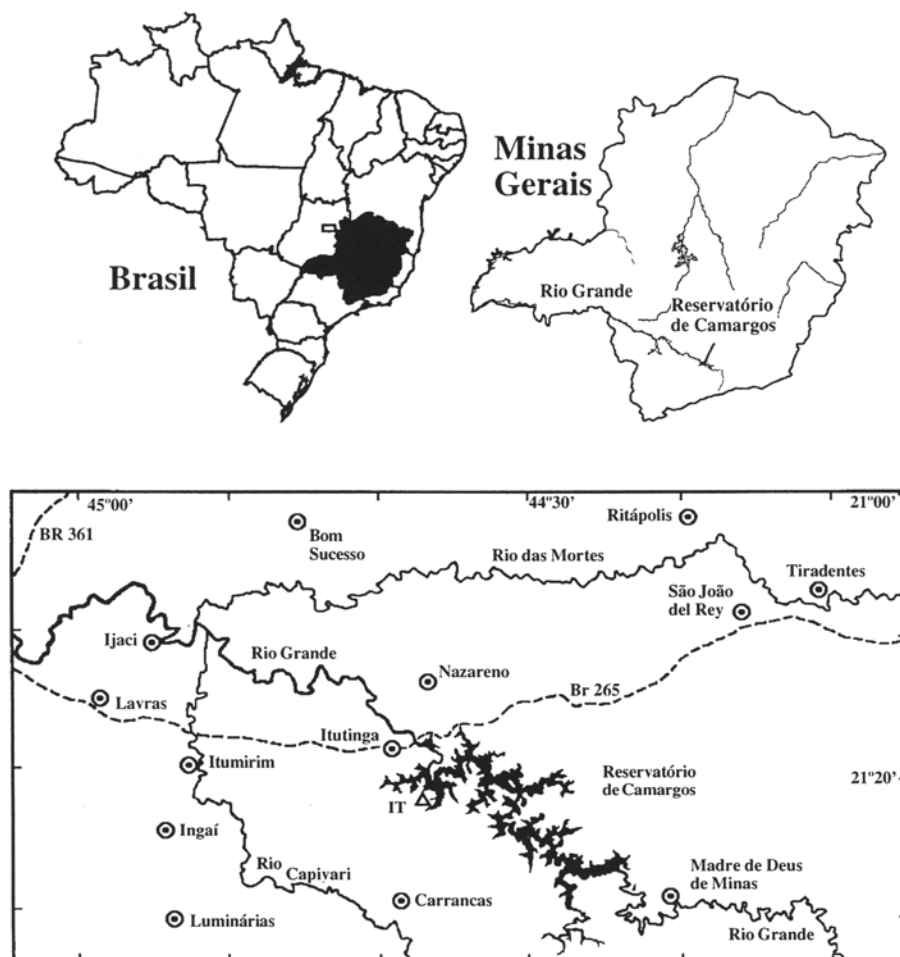 Brasil
Minas
Gerais
Rio Grande
Reservatório
de Camargos
45°00'
44°30'
21°00'
BR 361
Bom
Sucesso
Ritápolis
Rio das Mortes
Tiradentes
São João
del Rey
Ijaci
Rio Grande
Nazareno
Br 265
Lavras
Itutinga
Itumirim
Reservatório
de Camargos
21°20'
IT
Ingaí
Rio
Capivari
Madre de Deus
de Minas
Carrancas
Luminárias
Rio Grande